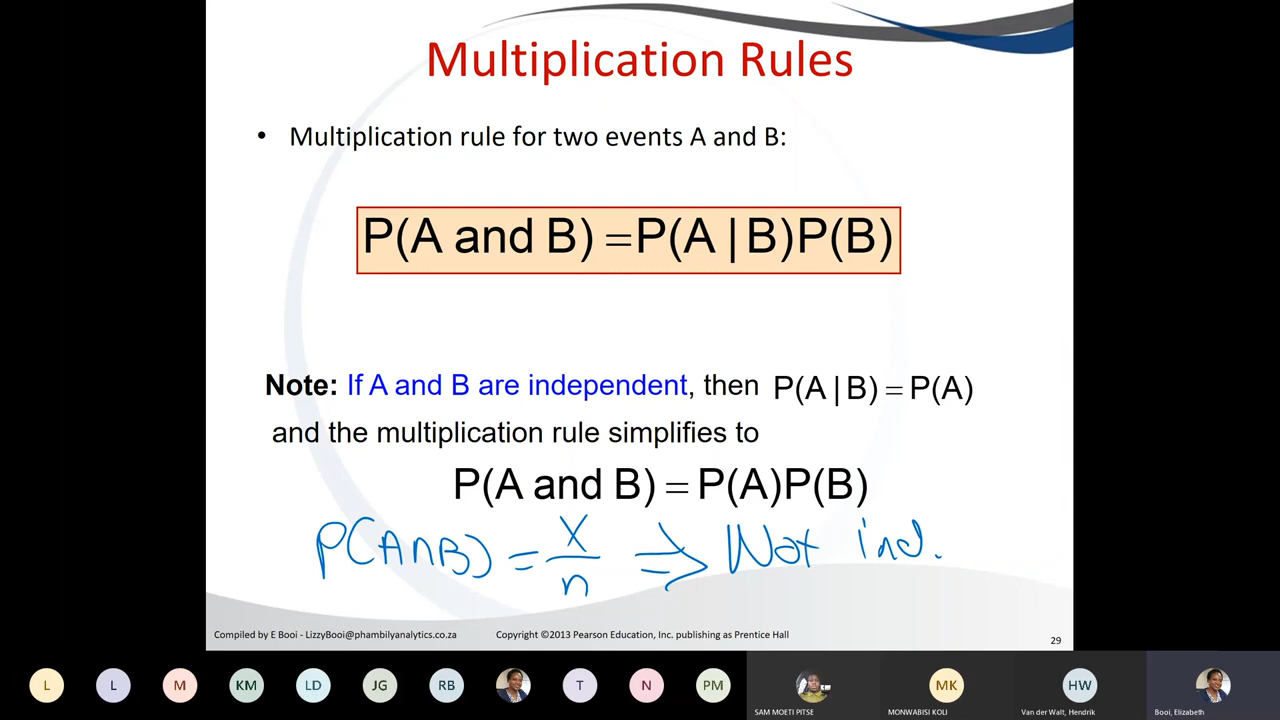 Multiplication Rules
• Multiplication rule for two events A and B:
P(A and B) =P(A | B)P(B)
Note: If A and B are independent, then P(A | B) = P(A)
and the multiplication rule simplifies to
P(A and B) = P(A)P(B)
P(A∩B) = X/n ⇒ Not ind.
Compiled by E Booi - LizzyBooi@phambilyanalytics.co.za Copyright ©2013 Pearson Education, Inc. publishing as Prentice Hall 29
L L M KM LD JG RB T N PM MK HW
SAM MOETI PITSE MONWABISI KOLI Van der Walt, Hendrik Booi, Elizabeth